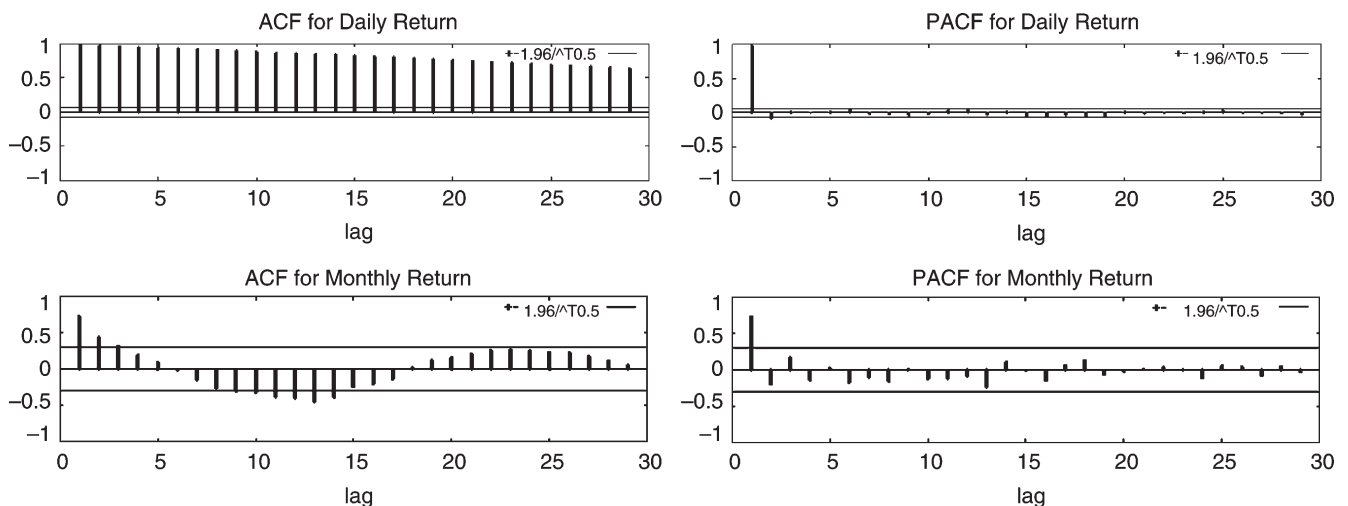 ACF for Daily Return
1
0.5
0
−0.5
−1
+- 1.96/^T0.5
0 5 10 15 20 25 30
lag
PACF for Daily Return
1
0.5
0
−0.5
−1
+- 1.96/^T0.5
0 5 10 15 20 25 30
lag
ACF for Monthly Return
1
0.5
0
−0.5
−1
+- 1.96/^T0.5
0 5 10 15 20 25 30
lag
PACF for Monthly Return
1
0.5
0
−0.5
−1
+- 1.96/^T0.5
0 5 10 15 20 25 30
lag